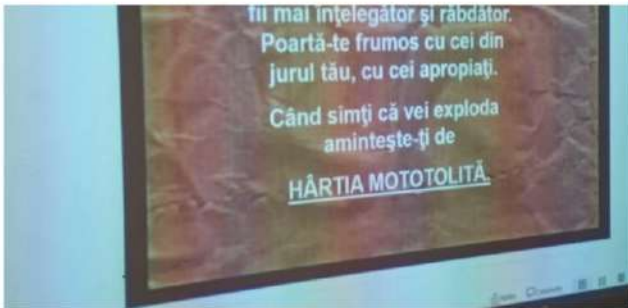 fii mai înțelegător și răbdător.
Poartă-te frumos cu cei din
jurul tău, cu cei apropiați.
Când simți că vei exploda
amintește-ți de
HÂRTIA MOTOTOLITĂ.